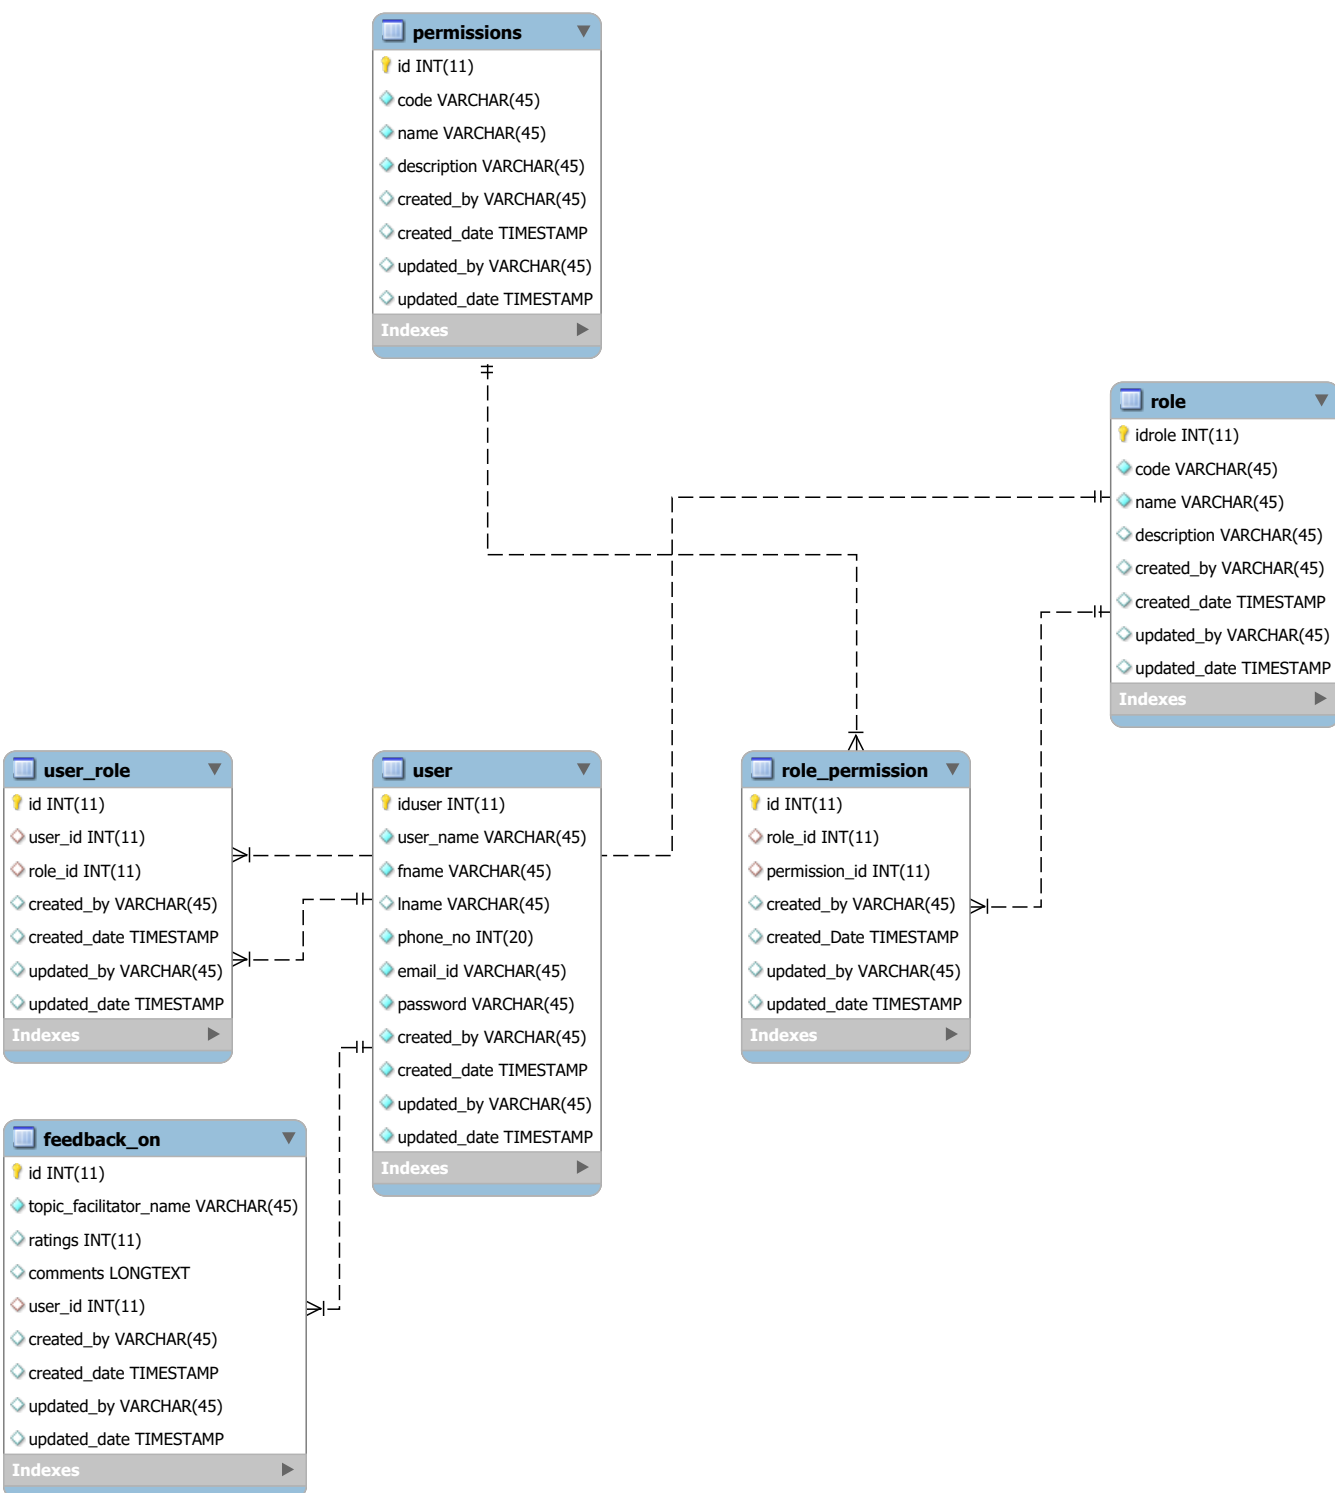 permissions
id INT(11)
code VARCHAR(45)
name VARCHAR(45)
description VARCHAR(45)
created_by VARCHAR(45)
created_date TIMESTAMP
updated_by VARCHAR(45)
updated_date TIMESTAMP
Indexes
role
idrole INT(11)
code VARCHAR(45)
name VARCHAR(45)
description VARCHAR(45)
created_by VARCHAR(45)
created_date TIMESTAMP
updated_by VARCHAR(45)
updated_date TIMESTAMP
Indexes
user_role
id INT(11)
user_id INT(11)
role_id INT(11)
created_by VARCHAR(45)
created_date TIMESTAMP
updated_by VARCHAR(45)
updated_date TIMESTAMP
Indexes
user
iduser INT(11)
user_name VARCHAR(45)
fname VARCHAR(45)
lname VARCHAR(45)
phone_no INT(20)
email_id VARCHAR(45)
password VARCHAR(45)
created_by VARCHAR(45)
created_date TIMESTAMP
updated_by VARCHAR(45)
updated_date TIMESTAMP
Indexes
role_permission
id INT(11)
role_id INT(11)
permission_id INT(11)
created_by VARCHAR(45)
created_Date TIMESTAMP
updated_by VARCHAR(45)
updated_date TIMESTAMP
Indexes
feedback_on
id INT(11)
topic_facilitator_name VARCHAR(45)
ratings INT(11)
comments LONGTEXT
user_id INT(11)
created_by VARCHAR(45)
created_date TIMESTAMP
updated_by VARCHAR(45)
updated_date TIMESTAMP
Indexes